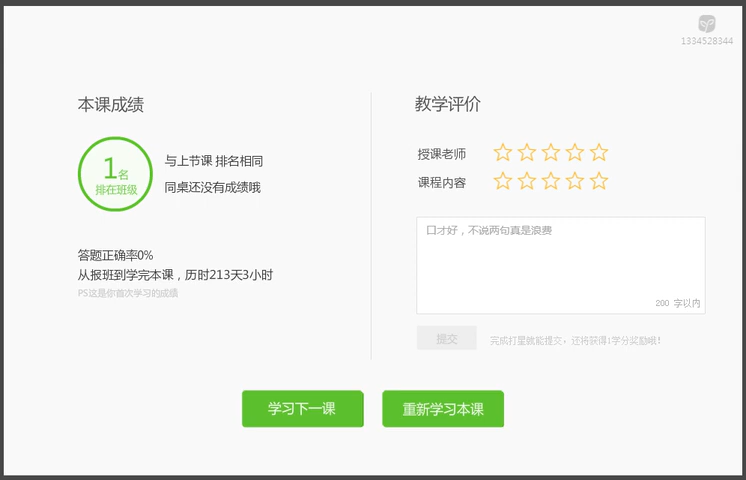 1334528344
本课成绩
1名
排在班级
与上节课 排名相同
同桌还没有成绩哦
答题正确率0%
从报班到学完本课，历时213天3小时
PS这是你首次学习的成绩
教学评价
授课老师
课程内容
口才好，不说两句真是浪费
200 字以内
提交
完成打星就能提交，还将获得1学分奖励哦！
学习下一课
重新学习本课